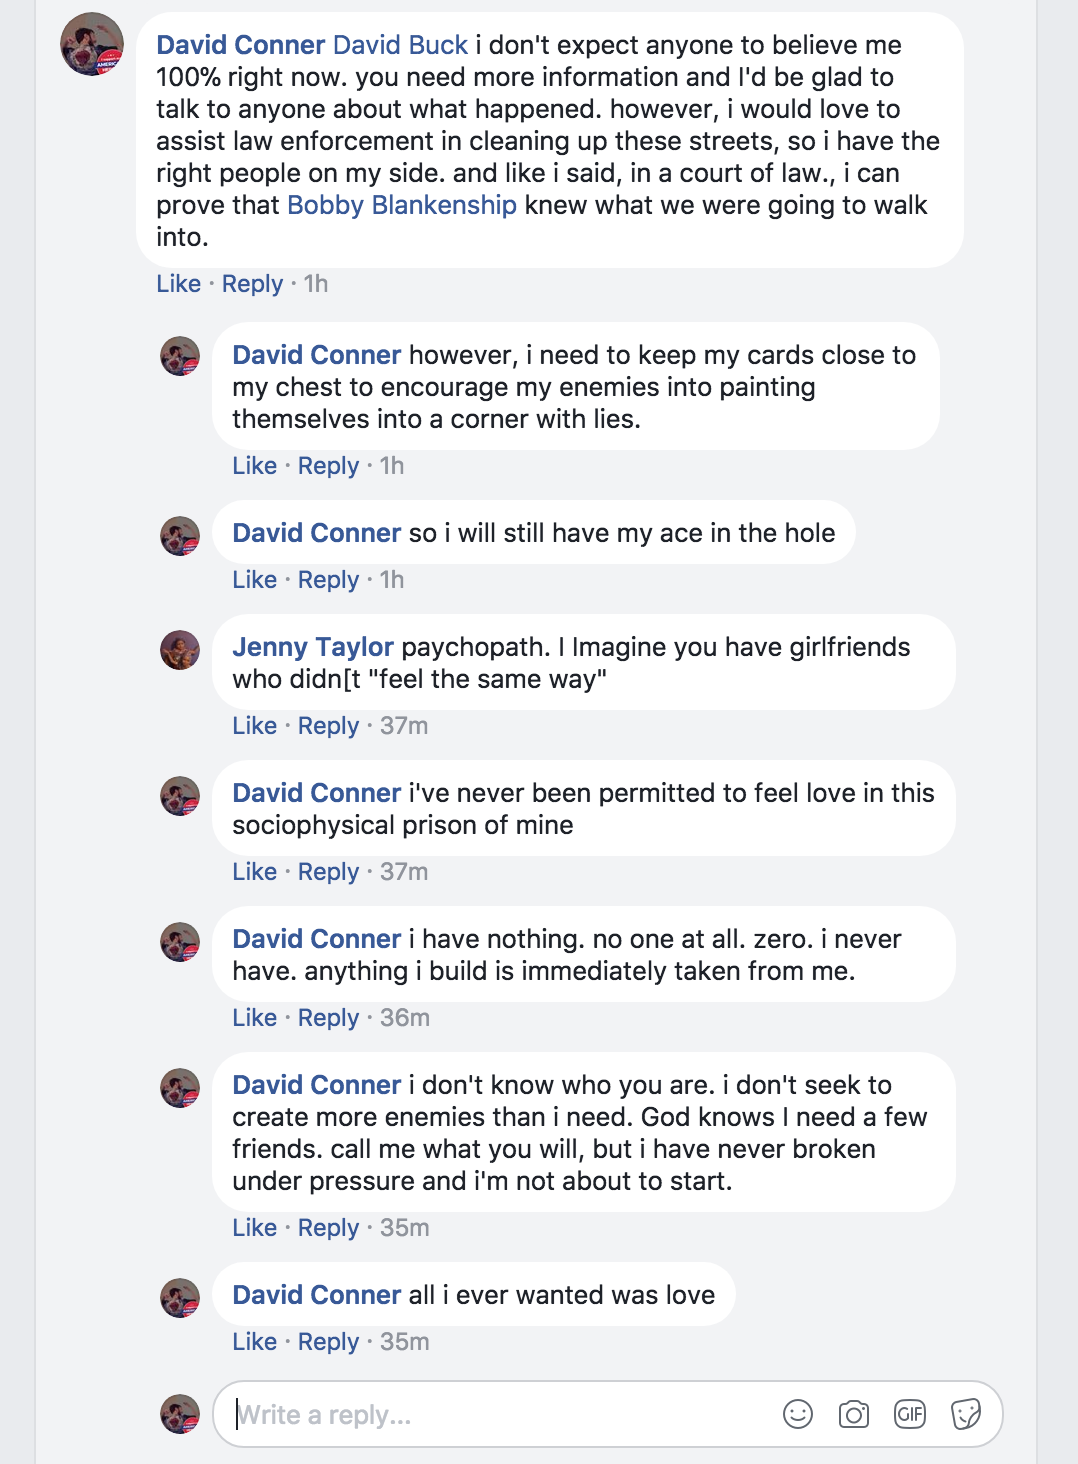 David Conner David Buck i don't expect anyone to believe me
100% right now. you need more information and I'd be glad to
talk to anyone about what happened. however, i would love to
assist law enforcement in cleaning up these streets, so i have the
right people on my side. and like i said, in a court of law., i can
prove that Bobby Blankenship knew what we were going to walk
into.
Like · Reply · 1h
David Conner however, i need to keep my cards close to
my chest to encourage my enemies into painting
themselves into a corner with lies.
Like · Reply · 1h
David Conner so i will still have my ace in the hole
Like · Reply · 1h
Jenny Taylor paychopath. I Imagine you have girlfriends
who didn[t "feel the same way"
Like · Reply · 37m
David Conner i've never been permitted to feel love in this
sociophysical prison of mine
Like · Reply · 37m
David Conner i have nothing. no one at all. zero. i never
have. anything i build is immediately taken from me.
Like · Reply · 36m
David Conner i don't know who you are. i don't seek to
create more enemies than i need. God knows I need a few
friends. call me what you will, but i have never broken
under pressure and i'm not about to start.
Like · Reply · 35m
David Conner all i ever wanted was love
Like · Reply · 35m
Write a reply...
GIF